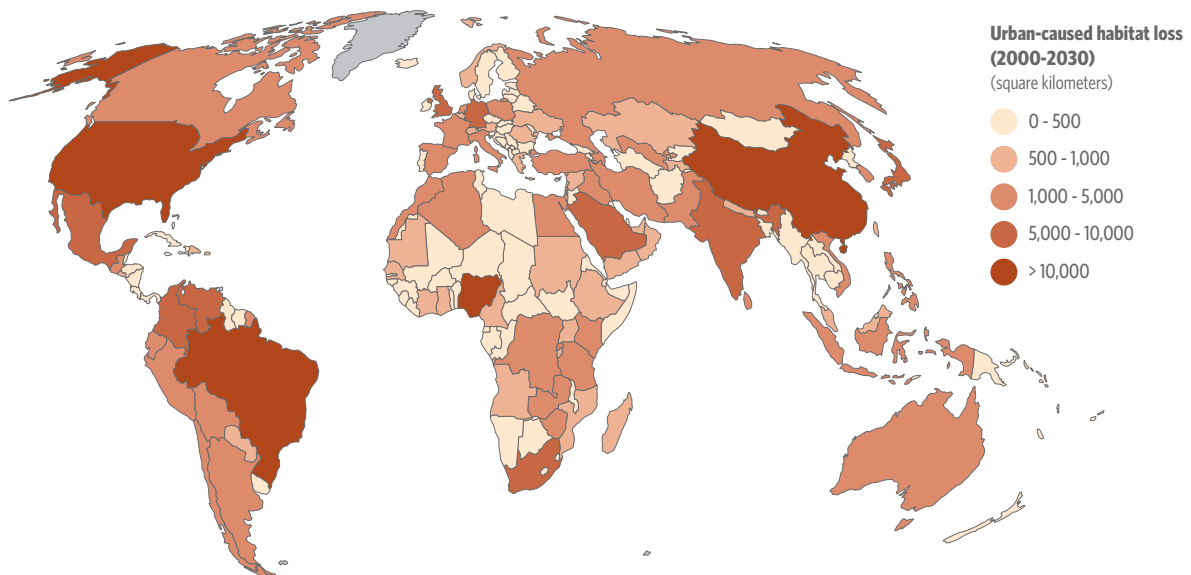 Urban-caused habitat loss
(2000-2030)
(square kilometers)
0 - 500
500 - 1,000
1,000 - 5,000
5,000 - 10,000
> 10,000